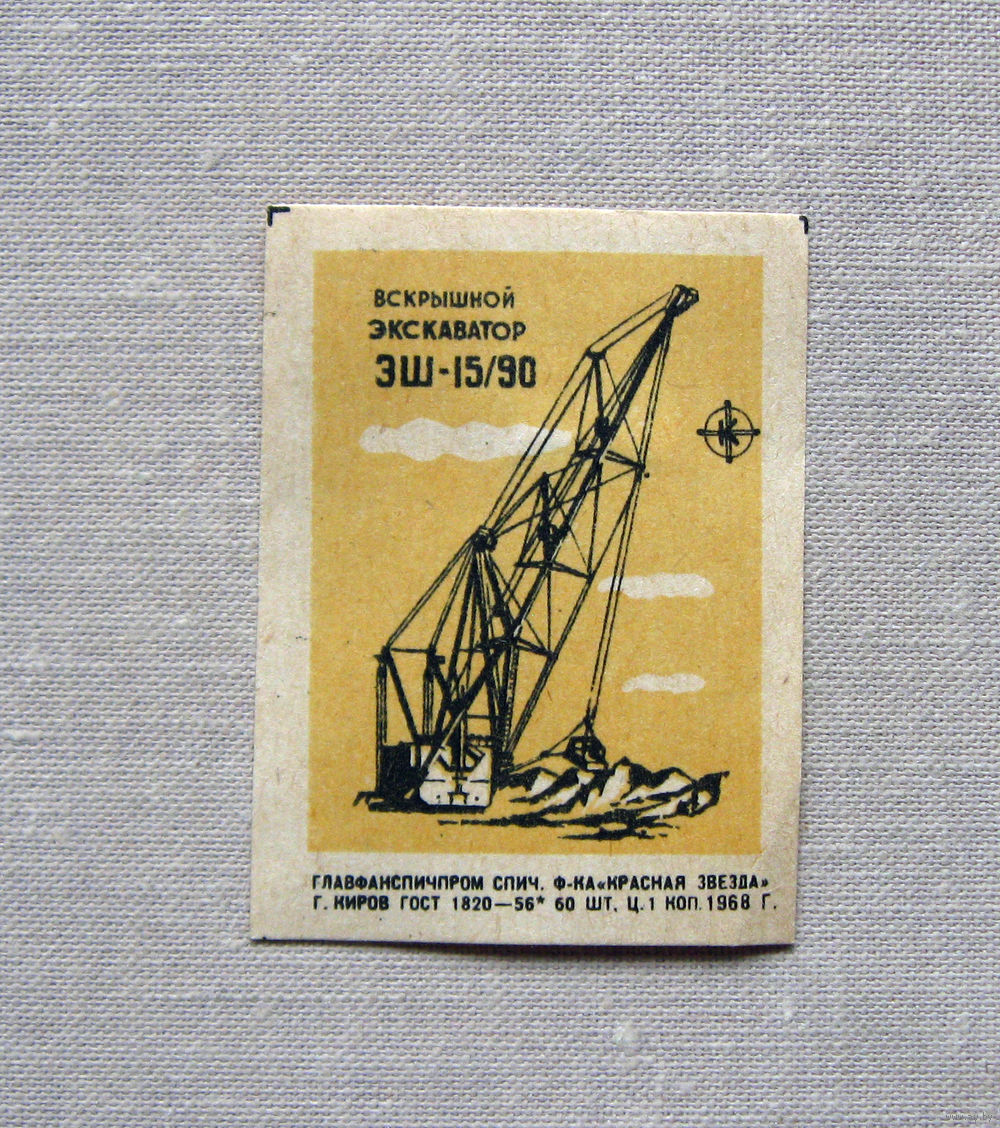 ВСКРЫШНОЙ
ЭКСКАВАТОР
ЭШ-15/90
К
ГЛАВФАНСПИЧПРОМ СПИЧ. Ф-КА «КРАСНАЯ ЗВЕЗДА»
Г. КИРОВ ГОСТ 1820—56* 60 ШТ. Ц. 1 КОП. 1968 Г.